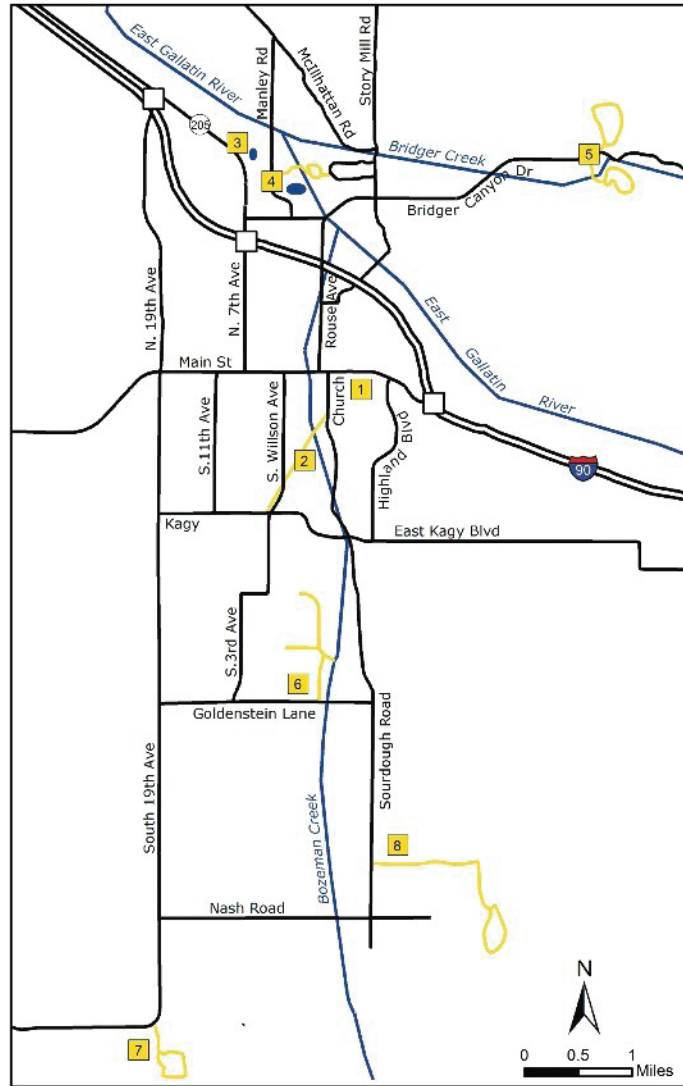 East Gallatin River
Manley Rd
McIlhattan Rd
Story Mill Rd
205
3
4
Bridger Creek
5
Bridger Canyon Dr
N. 19th Ave
N. 7th Ave
Rouse Ave
East Gallatin River
Main St
1
Church
S.11th Ave
S. Willson Ave
2
Highland Blvd
90
Kagy
East Kagy Blvd
S.3rd Ave
6
Goldenstein Lane
South 19th Ave
Sourdough Road
Bozeman Creek
8
Nash Road
7
N
0 0.5 1
Miles